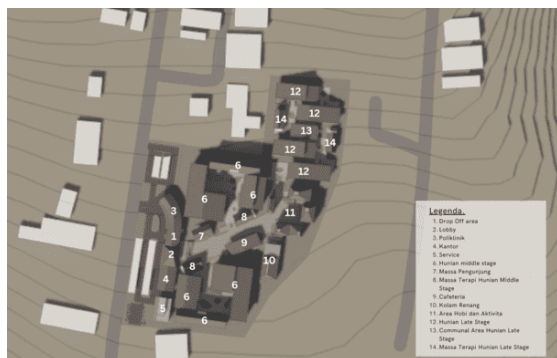 12
12
14
13
14
12
12
6
6
6
3
8
11
1
7
9
2
8
10
4
6
6
5
6
Legenda.
1. Drop Off area
2. Lobby
3. Poliklinik
4. Kantor
5. Service
6. Hunian middle stage
7. Massa Pengunjung
8. Massa Terapi Hunian Middle
Stage
9. Cafeteria
10. Kolam Renang
11. Area Hobi dan Aktivita
12. Hunian Late Stage
13. Communal Area Hunian Late
Stage
14. Massa Terapi Hunian Late Stage